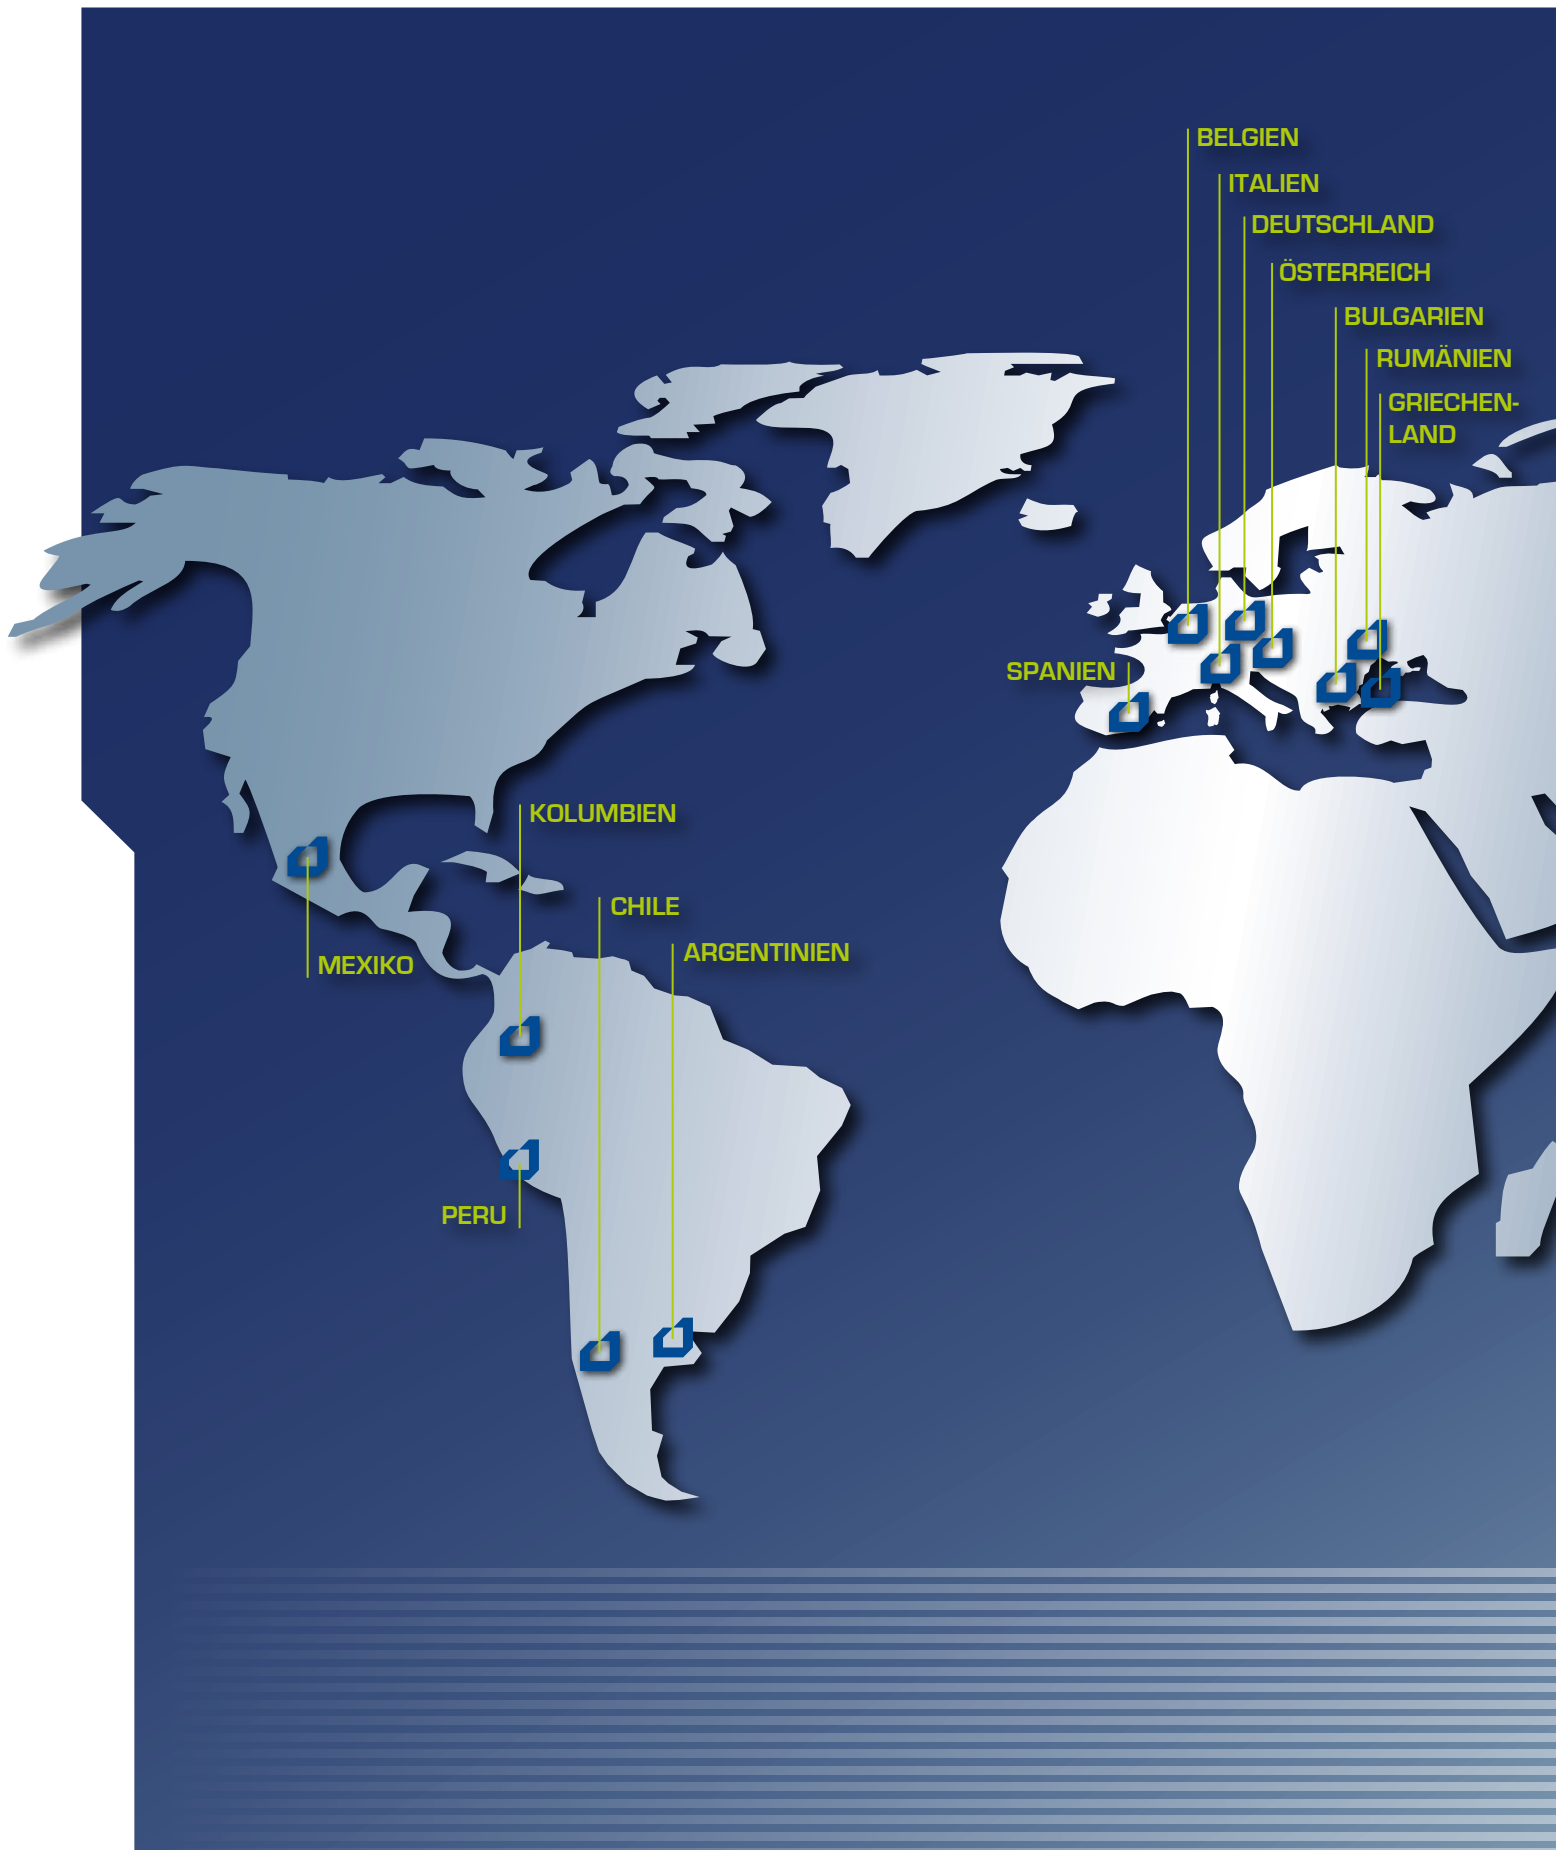 BELGIEN
ITALIEN
DEUTSCHLAND
ÖSTERREICH
BULGARIEN
RUMÄNIEN
GRIECHEN-
LAND
SPANIEN
KOLUMBIEN
CHILE
ARGENTINIEN
MEXIKO
PERU